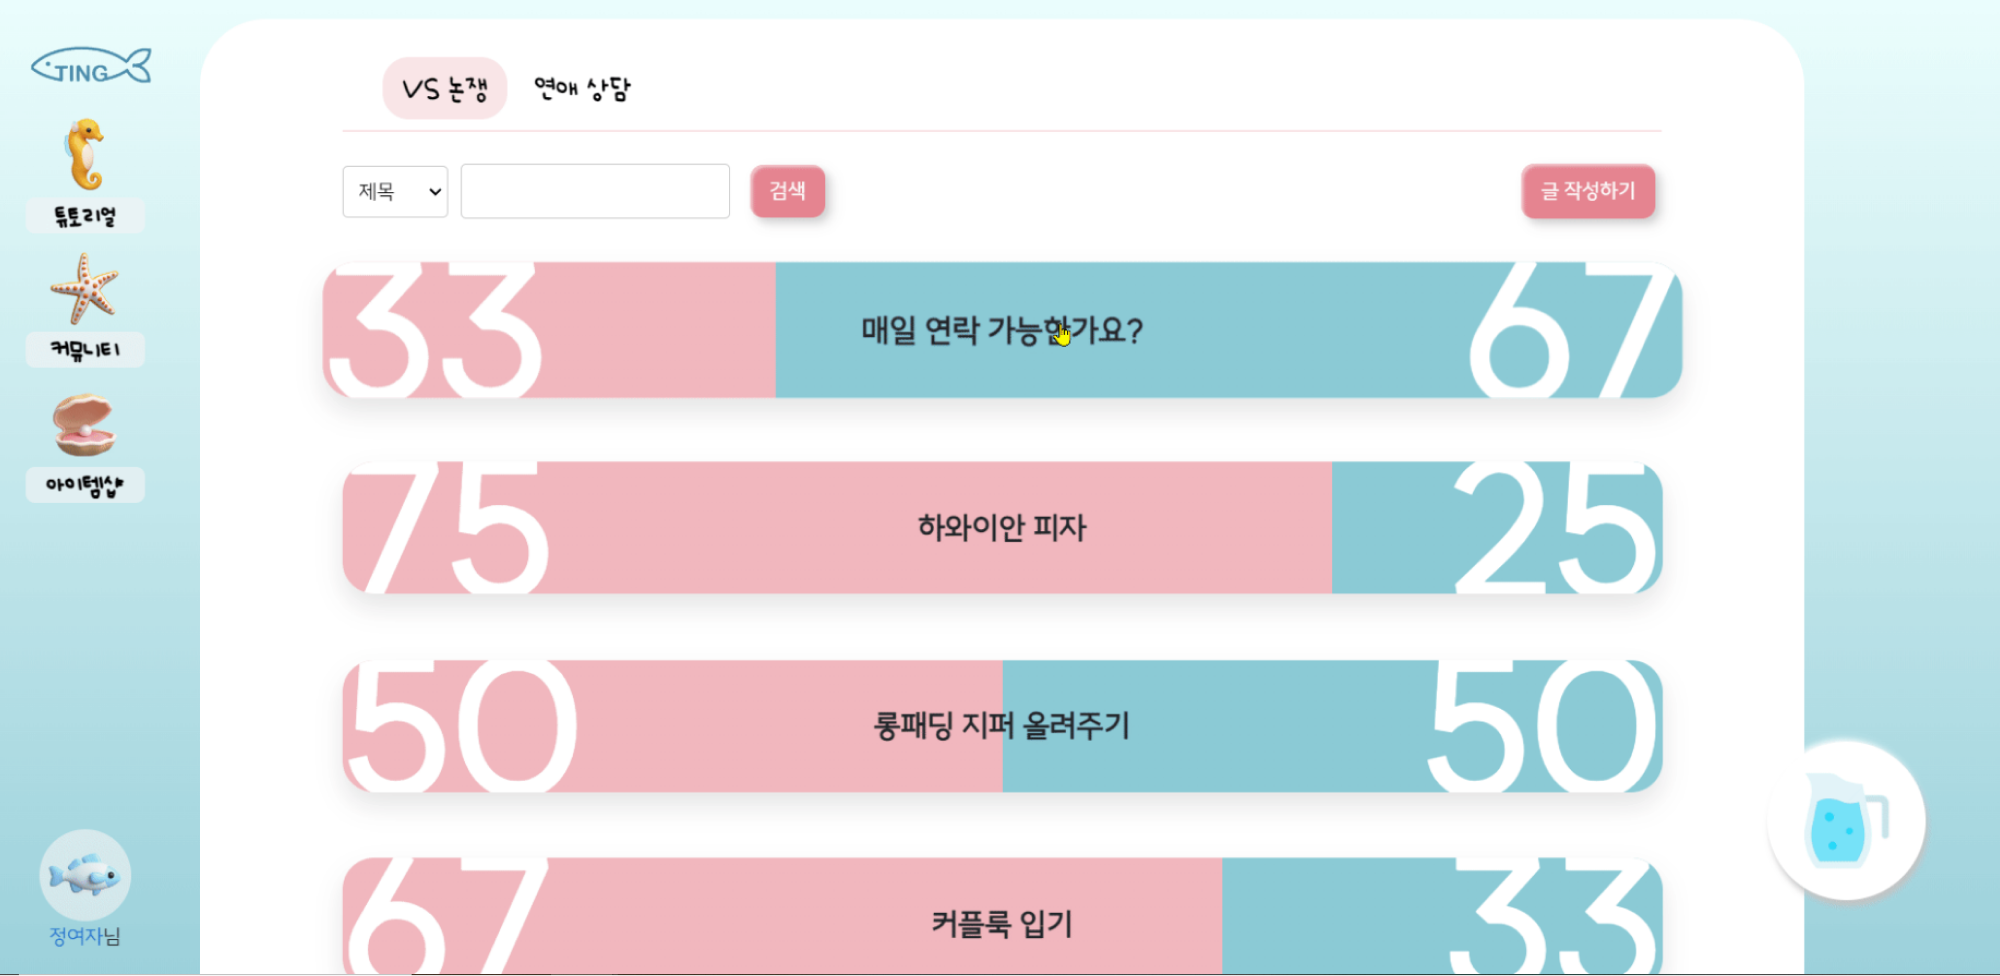 TING
튜토리얼
커뮤니티
아이템샵
정여자님
VS 논쟁
연애 상담
제목
검색
글 작성하기
33
매일 연락 가능한가요?
67
75
하와이안 피자
25
50
롱패딩 지퍼 올려주기
50
67
커플룩 입기
33